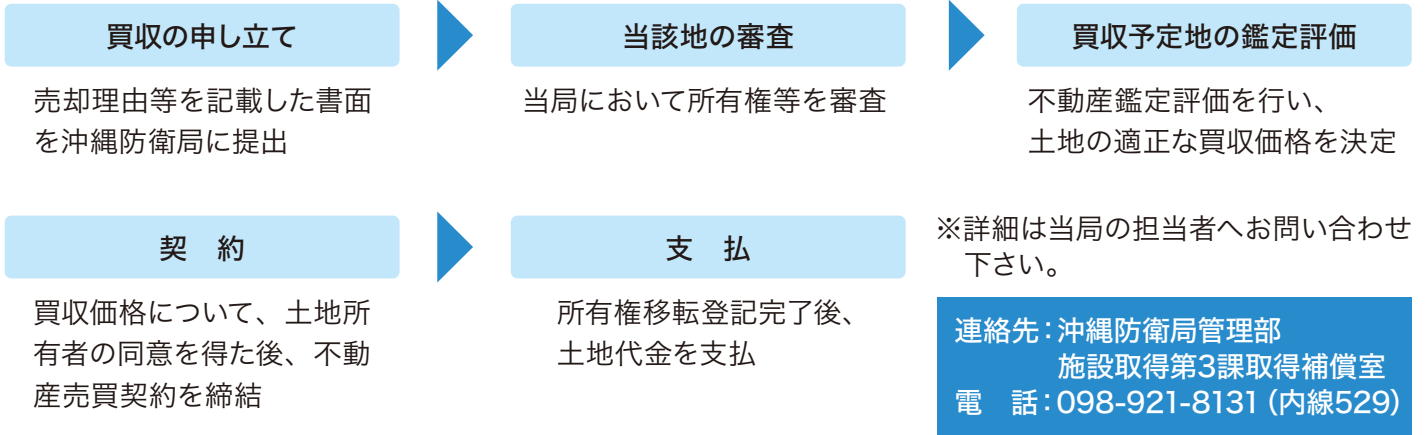 買収の申し立て
売却理由等を記載した書面
を沖縄防衛局に提出
当該地の審査
当局において所有権等を審査
買収予定地の鑑定評価
不動産鑑定評価を行い、
土地の適正な買収価格を決定
契　約
買収価格について、土地所
有者の同意を得た後、不動
産売買契約を締結
支　払
所有権移転登記完了後、
土地代金を支払
※詳細は当局の担当者へお問い合わせ
下さい。
連絡先：沖縄防衛局管理部
施設取得第3課取得補償室
電　話：098-921-8131（内線529）